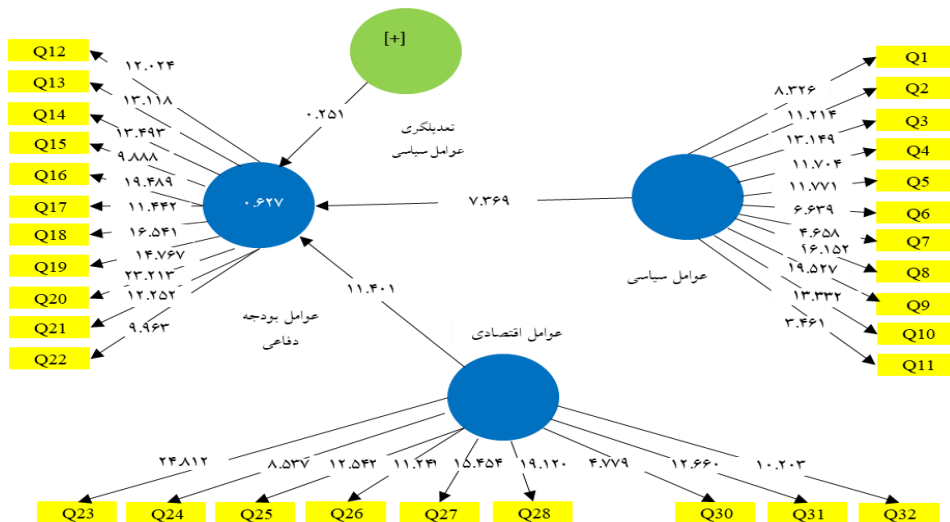 [+]
تعدیلگری
عوامل سیاسی
۰.۲۵۱
Q12
Q13
Q14
Q15
Q16
Q17
Q18
Q19
Q20
Q21
Q22
۱۲.۰۲۴
۱۳.۱۱۸
۱۳.۴۹۳
۹.۸۸۸
۱۹.۴۸۹
۱۱.۴۴۲
۱۶.۵۴۱
۱۴.۷۶۷
۲۳.۲۱۳
۱۲.۲۵۲
۹.۹۶۳
۰.۶۲۷
عوامل بودجه
دفاعی
۷.۳۶۹
۱۱.۴۰۱
Q1
Q2
Q3
Q4
Q5
Q6
Q7
Q8
Q9
Q10
Q11
۸.۳۲۶
۱۱.۲۱۴
۱۳.۱۴۹
۱۱.۷۰۴
۱۱.۷۷۱
۶.۶۳۹
۴.۶۵۸
۱۶.۱۵۲
۱۹.۵۲۷
۱۳.۳۳۲
۳.۴۶۱
عوامل سیاسی
عوامل اقتصادی
۲۴.۸۱۲
۸.۵۳۷
۱۲.۵۴۲
۱۱.۲۴۱
۱۵.۴۵۴
۱۹.۱۲۰
۴.۷۷۹
۱۲.۶۶۰
۱۰.۲۰۳
Q23
Q24
Q25
Q26
Q27
Q28
Q30
Q31
Q32